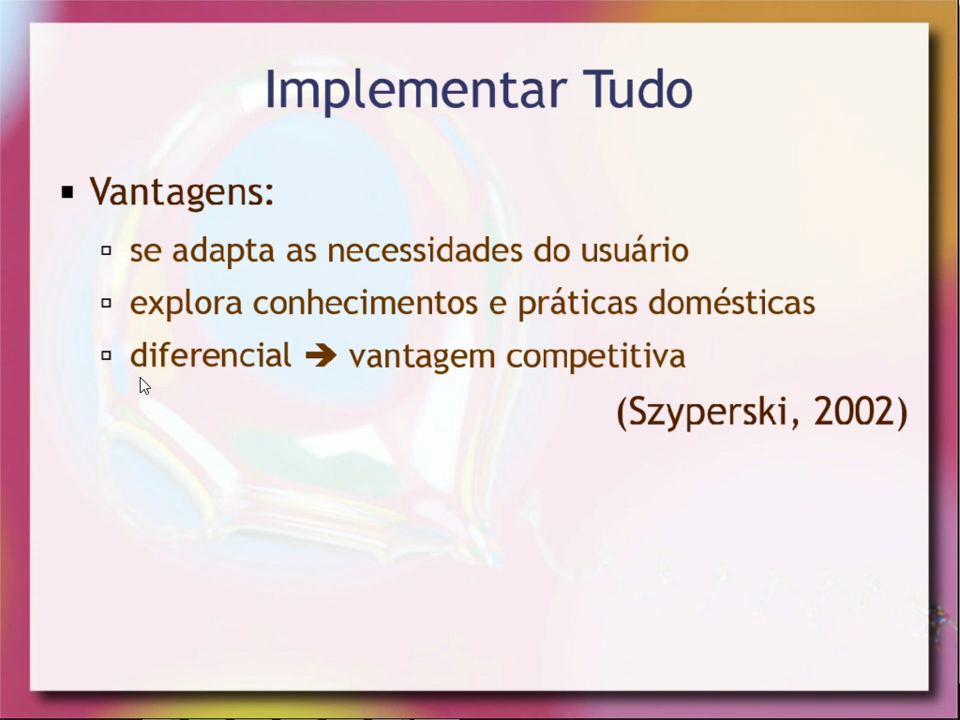 Implementar Tudo
Vantagens:
se adapta as necessidades do usuário
explora conhecimentos e práticas domésticas
diferencial ➔ vantagem competitiva
(Szyperski, 2002)